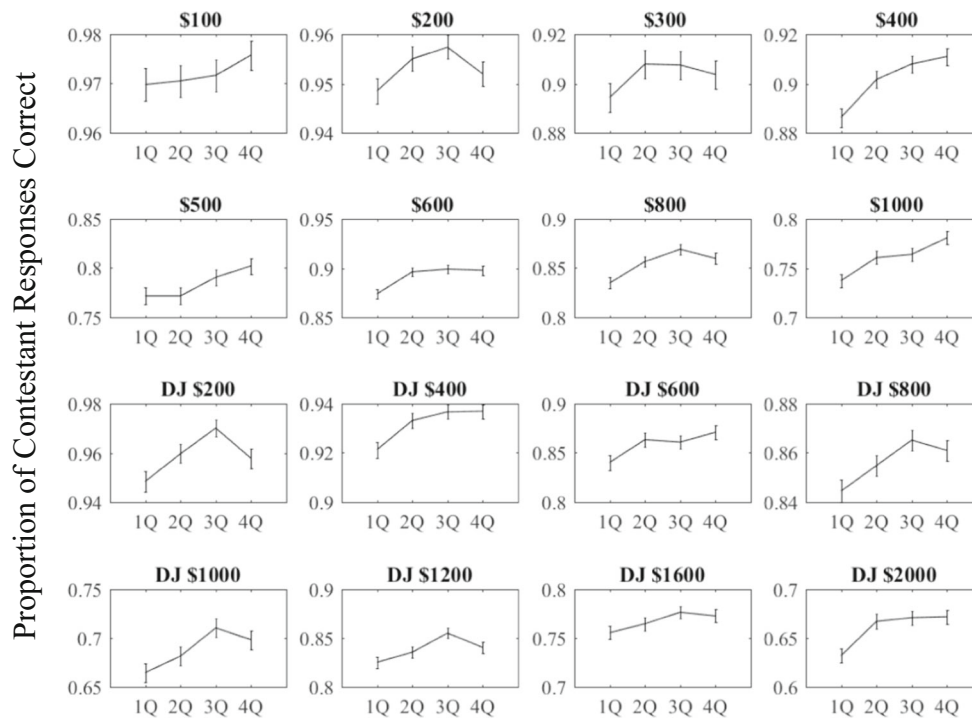 Proportion of Contestant Responses Correct
$100 $200 $300 $400
0.98 0.96 0.92 0.92
0.97 0.95 0.9 0.9
0.96 0.94 0.88 0.88
1Q 2Q 3Q 4Q 1Q 2Q 3Q 4Q 1Q 2Q 3Q 4Q 1Q 2Q 3Q 4Q
$500 $600 $800 $1000
0.85 0.95 0.9 0.8
0.8 0.9 0.85 0.75
0.75 0.85 0.8 0.7
1Q 2Q 3Q 4Q 1Q 2Q 3Q 4Q 1Q 2Q 3Q 4Q 1Q 2Q 3Q 4Q
DJ $200 DJ $400 DJ $600 DJ $800
0.98 0.94 0.9 0.88
0.96 0.92 0.85 0.86
0.94 0.9 0.8 0.84
1Q 2Q 3Q 4Q 1Q 2Q 3Q 4Q 1Q 2Q 3Q 4Q 1Q 2Q 3Q 4Q
DJ $1000 DJ $1200 DJ $1600 DJ $2000
0.75 0.9 0.8 0.7
0.7 0.85 0.75 0.65
0.65 0.8 0.7 0.6
1Q 2Q 3Q 4Q 1Q 2Q 3Q 4Q 1Q 2Q 3Q 4Q 1Q 2Q 3Q 4Q